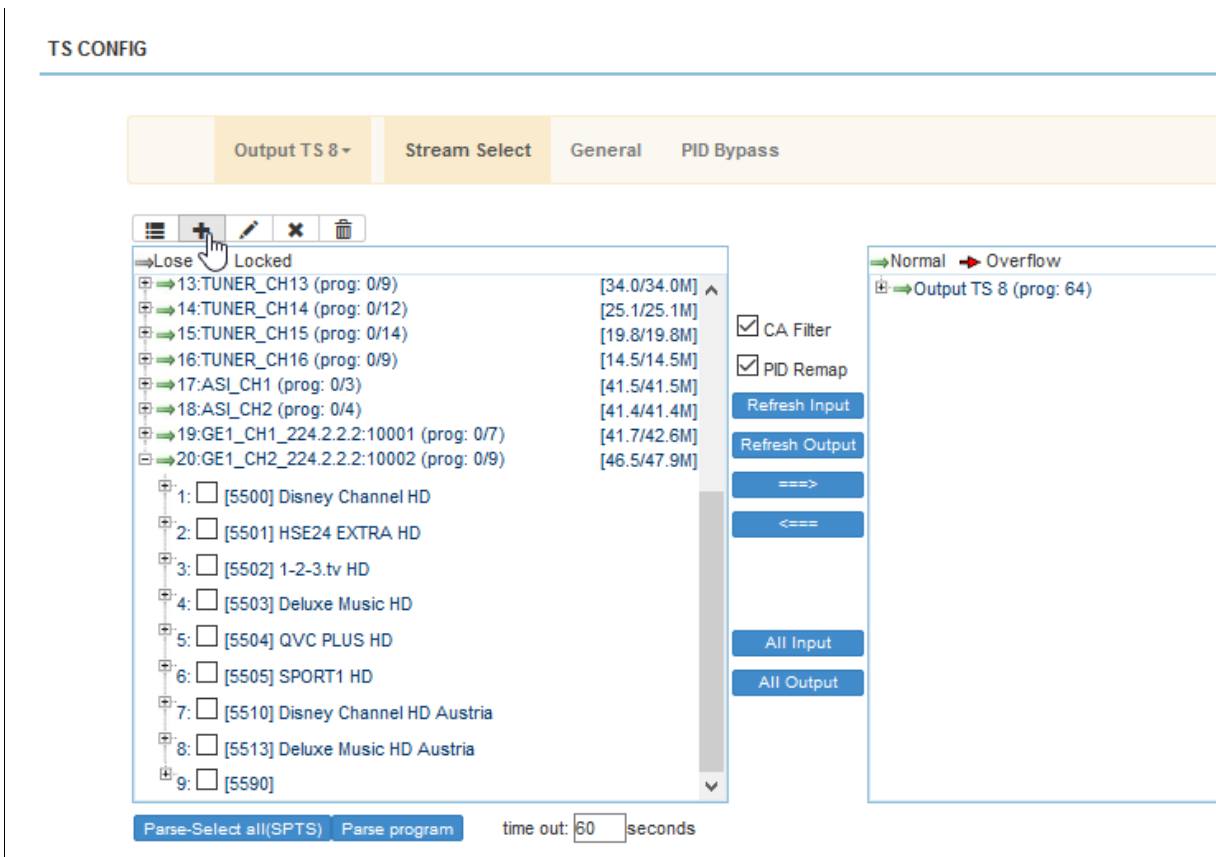 TS CONFIG
Output TS 8 Stream Select General PID Bypass
Lose Locked
13:TUNER_CH13 (prog: 0/9) [34.0/34.0M]
14:TUNER_CH14 (prog: 0/12) [25.1/25.1M]
15:TUNER_CH15 (prog: 0/14) [19.8/19.8M]
16:TUNER_CH16 (prog: 0/9) [14.5/14.5M]
17:ASI_CH1 (prog: 0/3) [41.5/41.5M]
18:ASI_CH2 (prog: 0/4) [41.4/41.4M]
19:GE1_CH1_224.2.2.2:10001 (prog: 0/7) [41.7/42.6M]
20:GE1_CH2_224.2.2.2:10002 (prog: 0/9) [46.5/47.9M]
1: [5500] Disney Channel HD
2: [5501] HSE24 EXTRA HD
3: [5502] 1-2-3.tv HD
4: [5503] Deluxe Music HD
5: [5504] QVC PLUS HD
6: [5505] SPORT1 HD
7: [5510] Disney Channel HD Austria
8: [5513] Deluxe Music HD Austria
9: [5590]
Parse-Select all(SPTS) Parse program time out: 60 seconds
CA Filter
PID Remap
Refresh Input
Refresh Output
===>
<===
All Input
All Output
Normal Overflow
Output TS 8 (prog: 64)